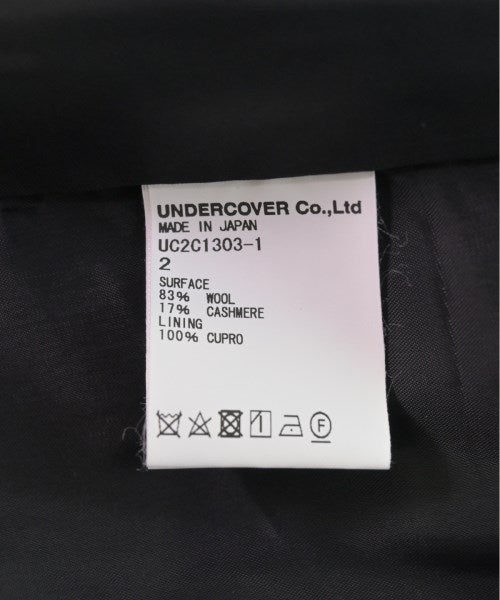 UNDERCOVER Co.,Ltd
MADE IN JAPAN
UC2C1303-1
2
SURFACE
83% WOOL
17% CASHMERE
LINING
100% CUPRO
F